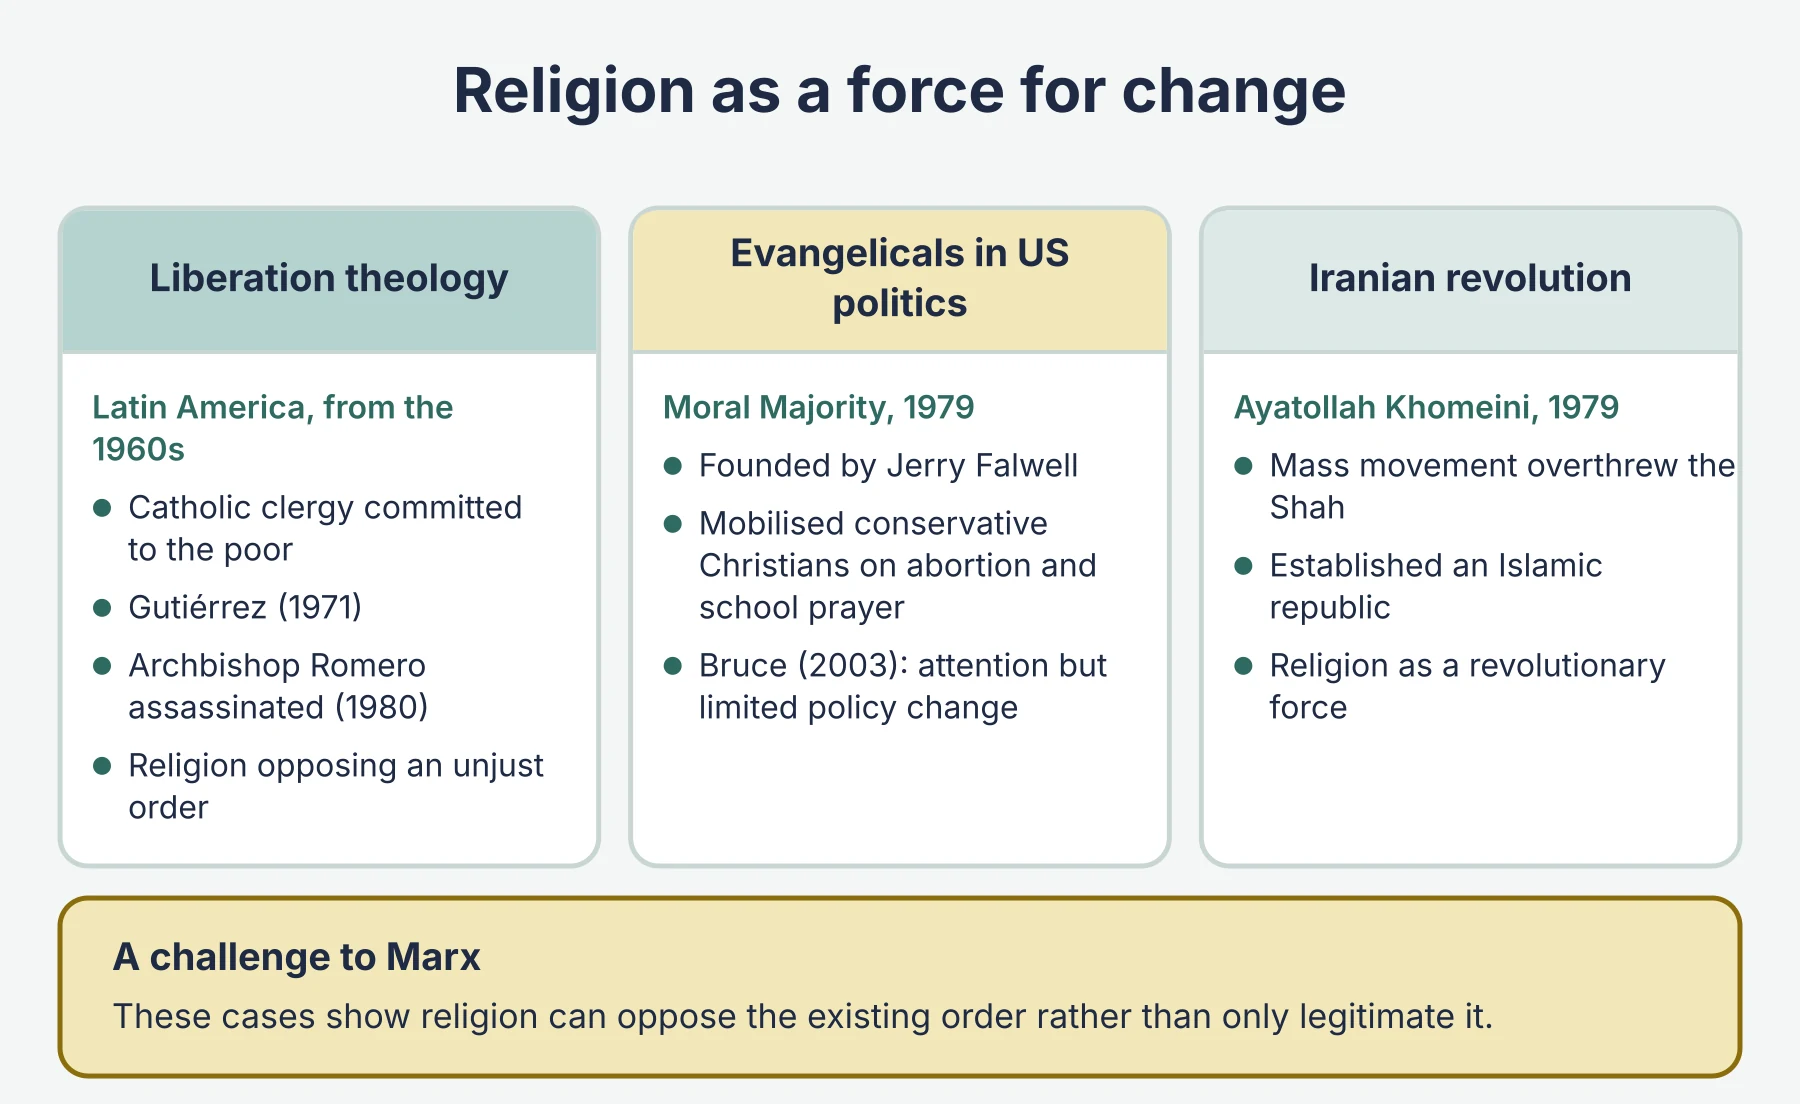 Religion as a force for change
Liberation theology
Latin America, from the
1960s
Catholic clergy committed
to the poor
Gutiérrez (1971)
Archbishop Romero
assassinated (1980)
Religion opposing an unjust
order
Evangelicals in US
politics
Moral Majority, 1979
Founded by Jerry Falwell
Mobilised conservative
Christians on abortion and
school prayer
Bruce (2003): attention but
limited policy change
Iranian revolution
Ayatollah Khomeini, 1979
Mass movement overthrew the
Shah
Established an Islamic
republic
Religion as a revolutionary
force
A challenge to Marx
These cases show religion can oppose the existing order rather than only legitimate it.